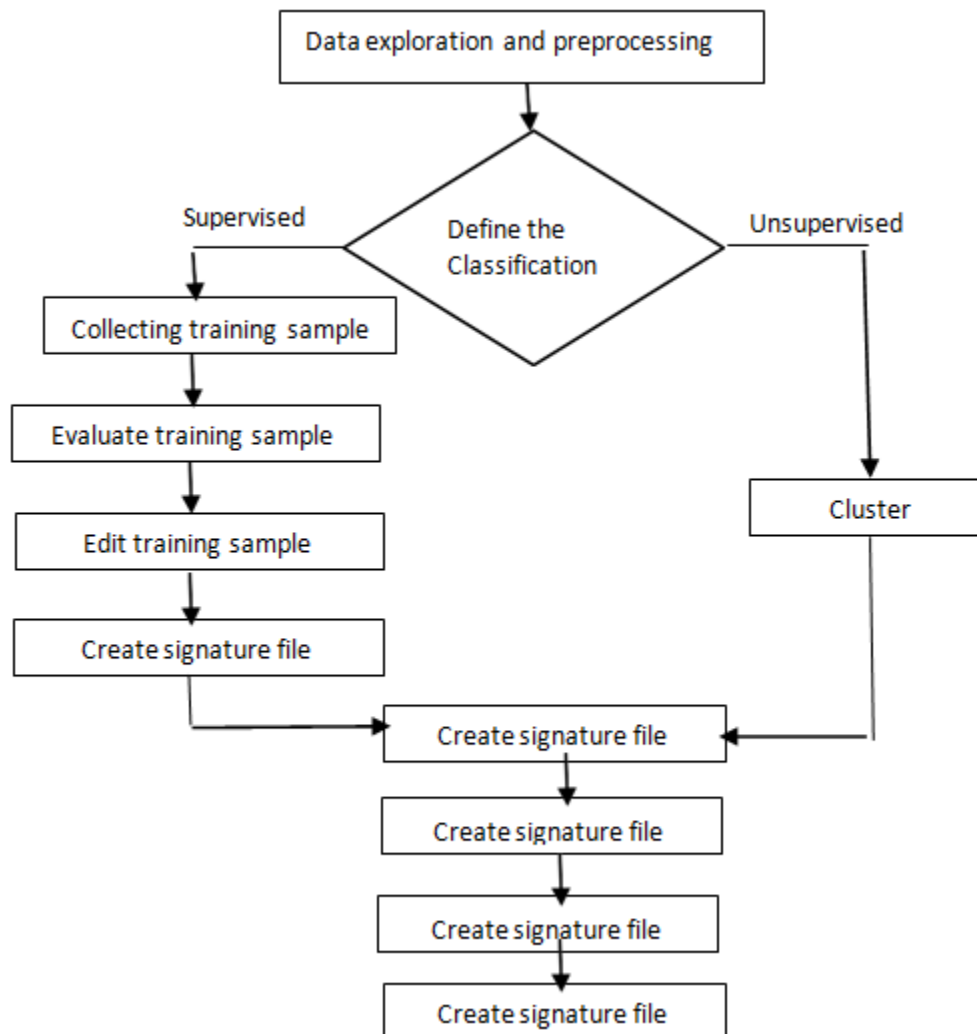 Data exploration and preprocessing
Supervised
Unsupervised
Define the
Classification
Collecting training sample
Evaluate training sample
Cluster
Edit training sample
Create signature file
Create signature file
Create signature file
Create signature file
Create signature file